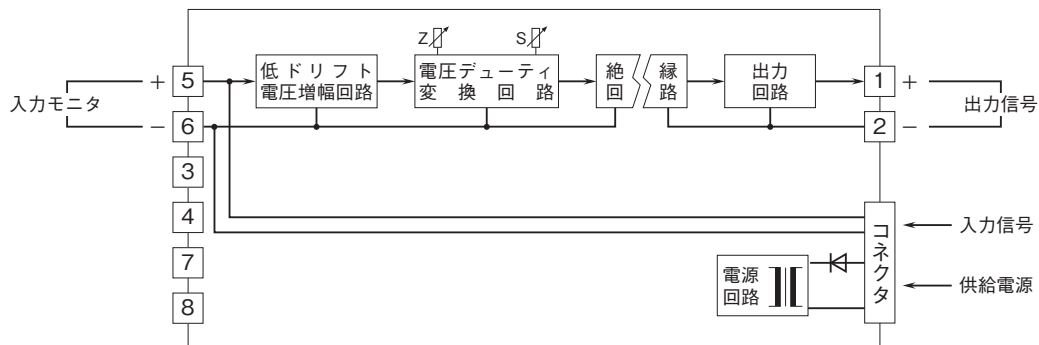 Z
S
低ドリフト
電圧増幅回路
電圧デューティ
変換回路
絶
回
縁
路
出力
回路
入力モニタ
+
−
5
6
3
4
7
8
1
+
2
−
出力信号
コネクタ
入力信号
供給電源
電源
回路